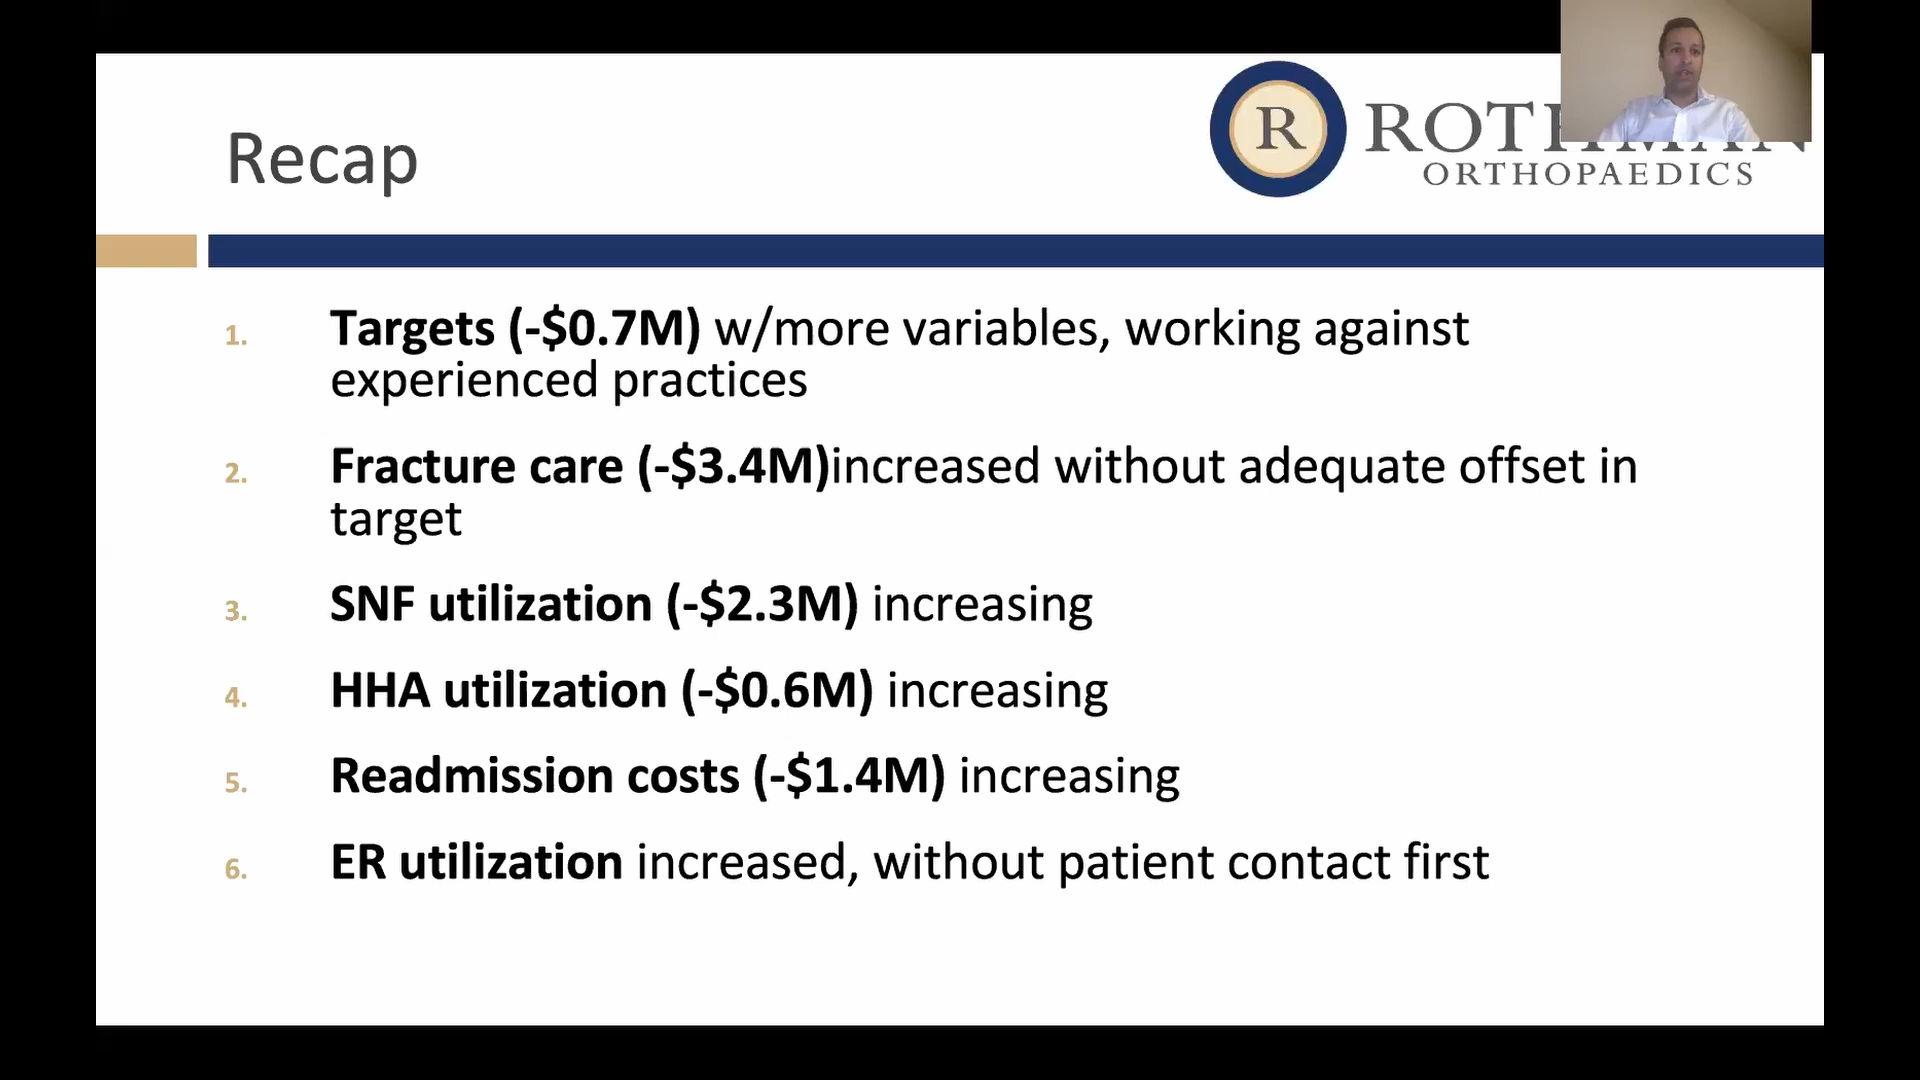 Recap
R
ORTHOPAEDICS
1. Targets (-$0.7M) w/more variables, working against
experienced practices
2. Fracture care (-$3.4M)increased without adequate offset in
target
3. SNF utilization (-$2.3M) increasing
4. HHA utilization (-$0.6M) increasing
5. Readmission costs (-$1.4M) increasing
6. ER utilization increased, without patient contact first